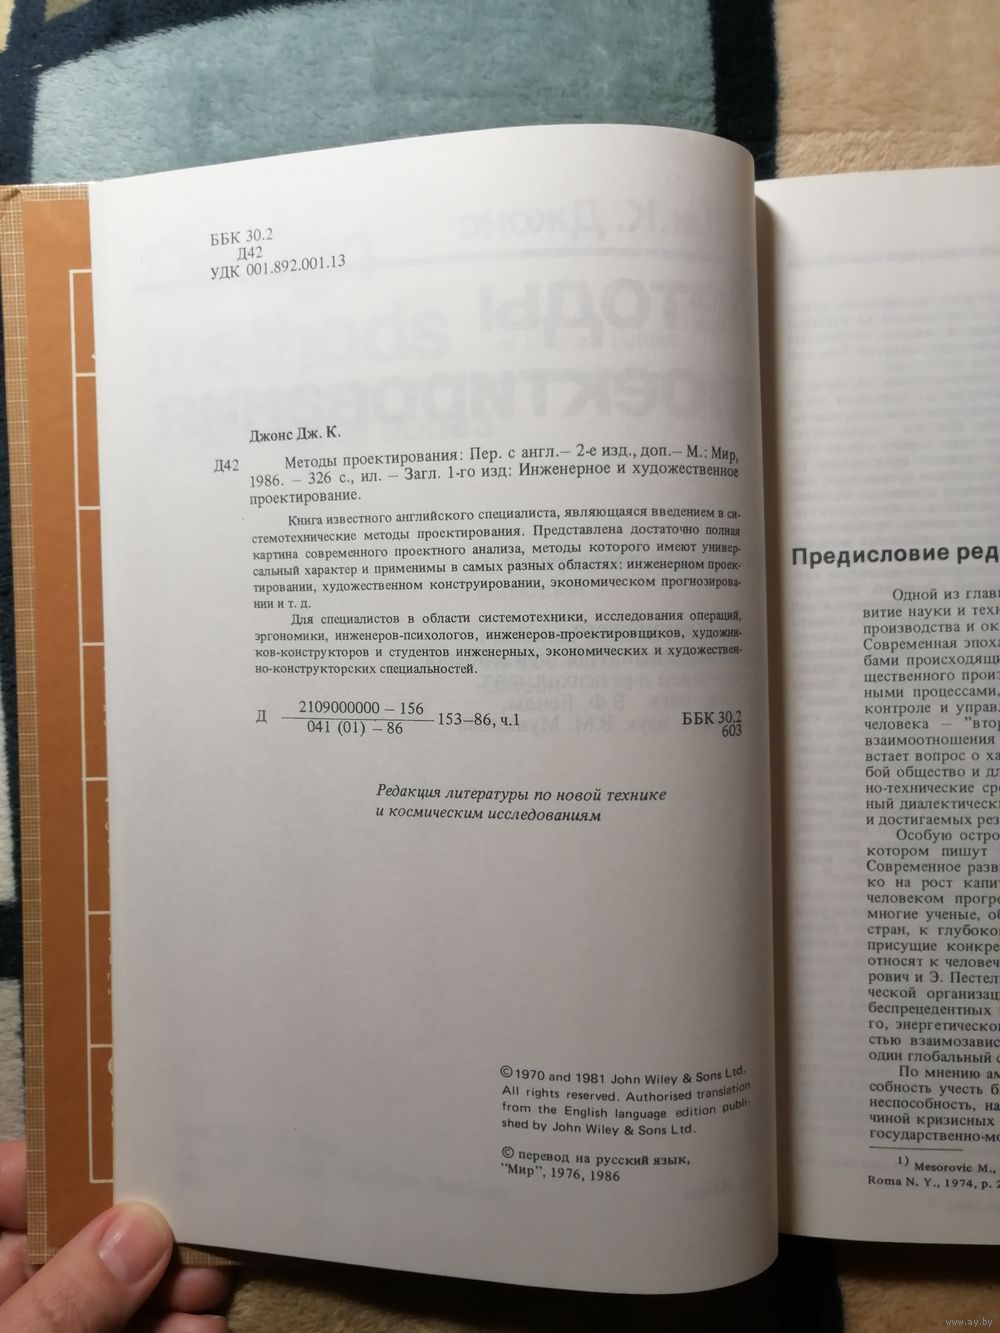 ББК 30.2
Д42
УДК 001.892.001.13
Джонс Дж. К.
Д42
Методы проектирования: Пер. с англ.— 2-е изд., доп.— М.: Мир,
1986. — 326 с., ил. — Загл. 1-го изд: Инженерное и художественное
проектирование.
Книга известного английского специалиста, являющаяся введением в си-
стемотехнические методы проектирования. Представлена достаточно полная
картина современного проектного анализа, методы которого имеют универ-
сальный характер и применимы в самых разных областях: инженерном проек-
тировании, художественном конструировании, экономическом прогнозирова-
нии и т. д.
Для специалистов в области системотехники, исследования операций,
эргономики, инженеров-психологов, инженеров-проектировщиков, художни-
ков-конструкторов и студентов инженерных, экономических и художествен-
но-конструкторских специальностей.
Д 2109000000 — 156
041 (01) — 86
153—86, ч.1
ББК 30.2
603
Редакция литературы по новой технике
и космическим исследованиям
© 1970 and 1981 John Wiley & Sons Ltd.
All rights reserved. Authorised translation
from the English language edition publi-
shed by John Wiley & Sons Ltd.
© перевод на русский язык,
"Мир", 1976, 1986
Предисловие ред
Одной из глав
витие науки и тех
производства и ок
Современная эпоха
бами происходящи
щественного произ
ными процессами,
контроле и управ
человека — "втор
взаимоотношения
встает вопрос о ха
бой общество и дл
но-технические сре
ный диалектическ
и достигаемых рез
Особую остро
котором пишут
Современное разв
ко на рост капит
человеком прогре
многие ученые, об
стран, к глубоко
присущие конкре
относят к человеч
рович и Э. Пестел
ческой организац
беспрецедентных
го, энергетическо
стью взаимозавис
один глобальный с
По мнению ам
собность учесть б
неспособность, на
чиной кризисных
государственно-мо
1) Mesorovic M.,
Roma N. Y., 1974, p. 2
www.ay.by